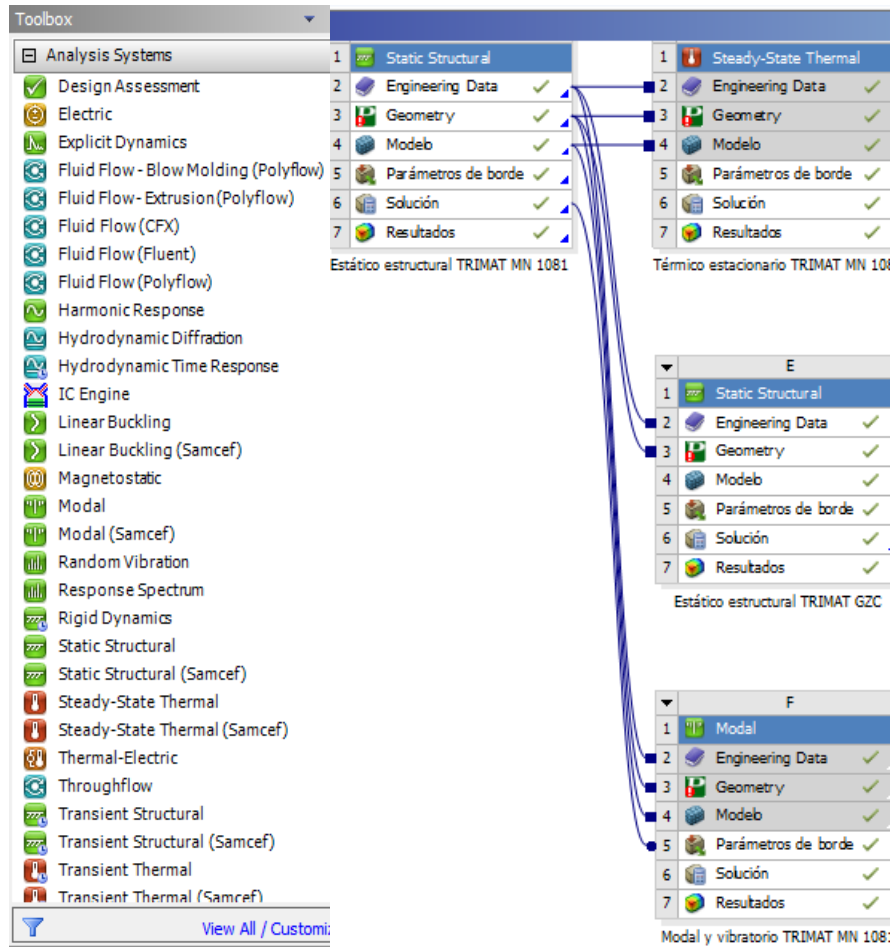 Toolbox
Analysis Systems
Design Assessment
Electric
Explicit Dynamics
Fluid Flow - Blow Molding (Polyflow)
Fluid Flow - Extrusion (Polyflow)
Fluid Flow (CFX)
Fluid Flow (Fluent)
Fluid Flow (Polyflow)
Harmonic Response
Hydrodynamic Diffraction
Hydrodynamic Time Response
IC Engine
Linear Buckling
Linear Buckling (Samcef)
Magnetostatic
Modal
Modal (Samcef)
Random Vibration
Response Spectrum
Rigid Dynamics
Static Structural
Static Structural (Samcef)
Steady-State Thermal
Steady-State Thermal (Samcef)
Thermal-Electric
Throughflow
Transient Structural
Transient Structural (Samcef)
Transient Thermal
Transient Thermal (Samcef)
View All / Customi
1 Static Structural
2 Engineering Data
3 Geometry
4 Modelo
5 Parámetros de borde
6 Solución
7 Resultados
Estático estructural TRIMAT MN 1081
1 Steady-State Thermal
2 Engineering Data
3 Geometry
4 Modelo
5 Parámetros de borde
6 Solución
7 Resultados
Térmico estacionario TRIMAT MN 108
E
1 Static Structural
2 Engineering Data
3 Geometry
4 Modelo
5 Parámetros de borde
6 Solución
7 Resultados
Estático estructural TRIMAT GZC
F
1 Modal
2 Engineering Data
3 Geometry
4 Modelo
5 Parámetros de borde
6 Solución
7 Resultados
Modal y vibratorio TRIMAT MN 1081